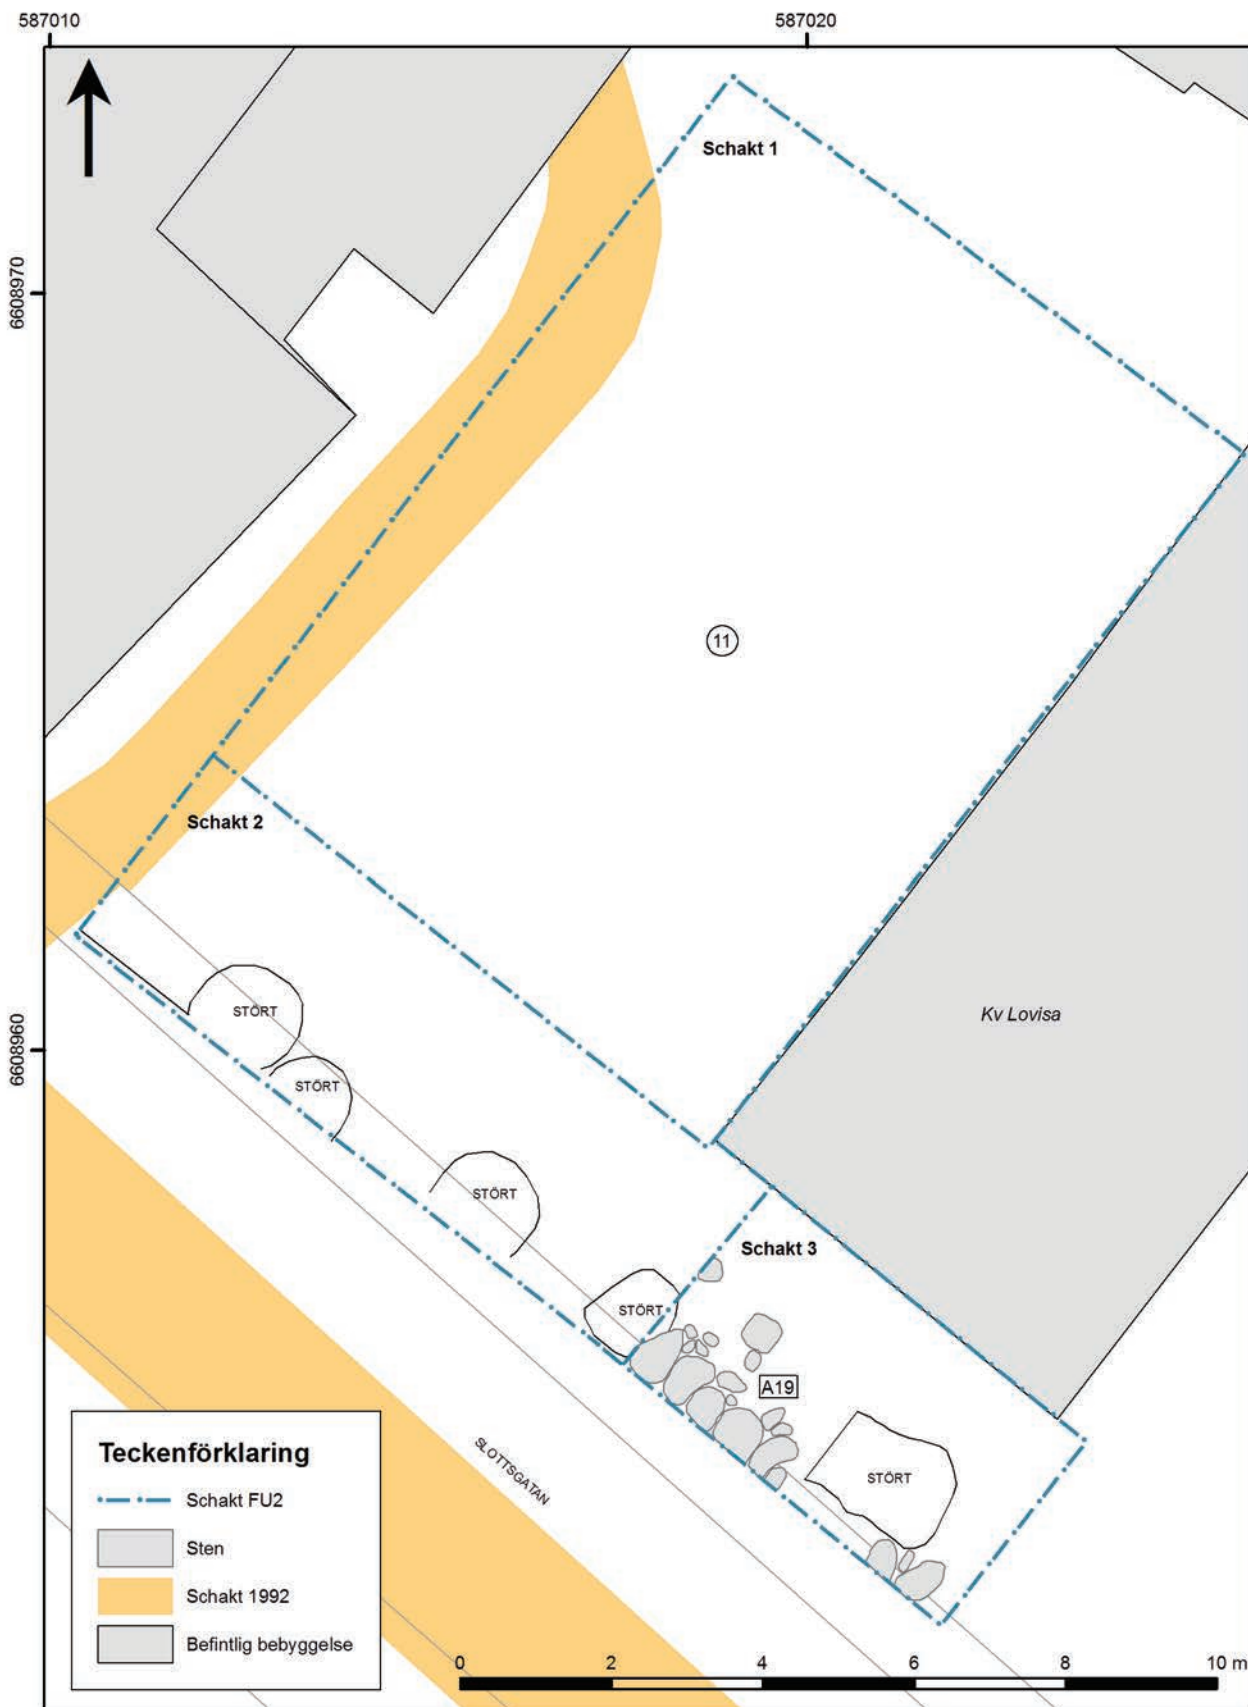 587010
587020
Schakt 1
6608970
11
Schakt 2
Kv Lovisa
STÖRT
6608960
STÖRT
STÖRT
Schakt 3
STÖRT
A19
Teckenförklaring
STÖRT
SLOTTSGATAN
Schakt FU2
Sten
Schakt 1992
Befintlig bebyggelse
0 2 4 6 8 10 m